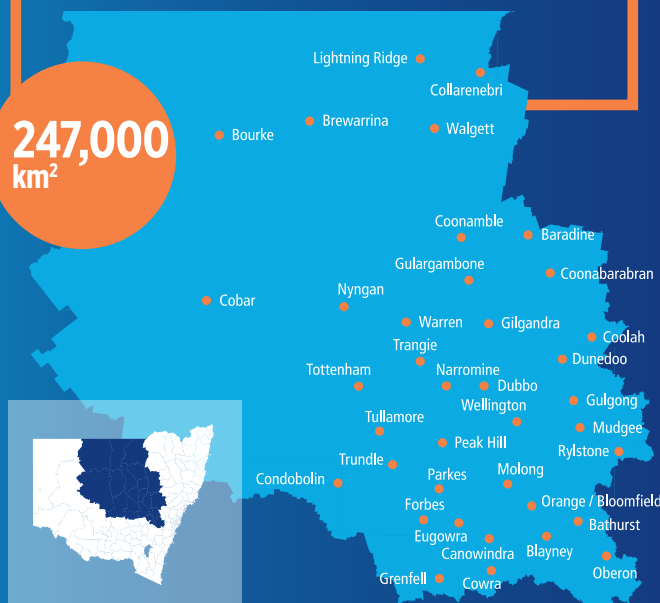 Lightning Ridge
Collarenebri
247,000
km²
Bourke
Brewarrina
Walgett
Coonamble
Baradine
Gulargambone
Coonabarabran
Nyngan
Cobar
Warren
Gilgandra
Coolah
Trangie
Dunedoo
Tottenham
Narromine
Dubbo
Wellington
Gulgong
Tullamore
Mudgee
Peak Hill
Rylstone
Trundle
Molong
Condobolin
Parkes
Forbes
Orange / Bloomfield
Bathurst
Eugowra
Canowindra
Blayney
Oberon
Grenfell
Cowra